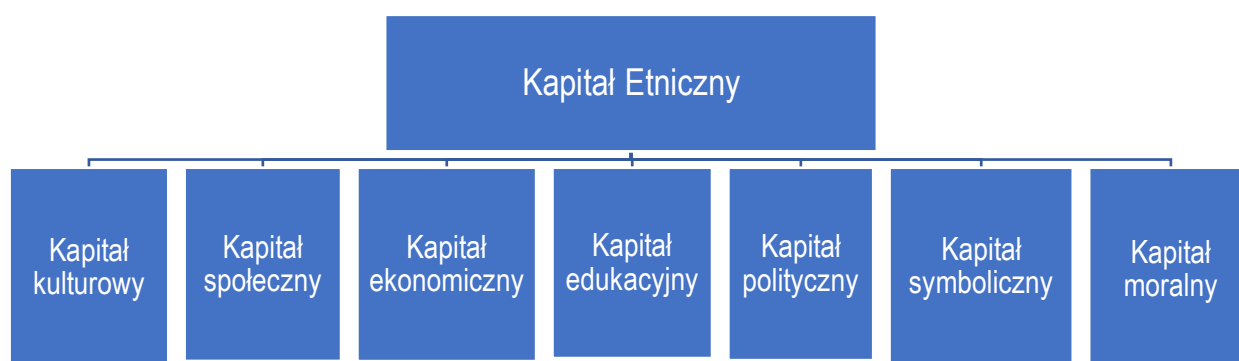 Kapitał Etniczny
Kapitał
kulturowy
Kapitał
społeczny
Kapitał
ekonomiczny
Kapitał
edukacyjny
Kapitał
polityczny
Kapitał
symboliczny
Kapitał
moralny